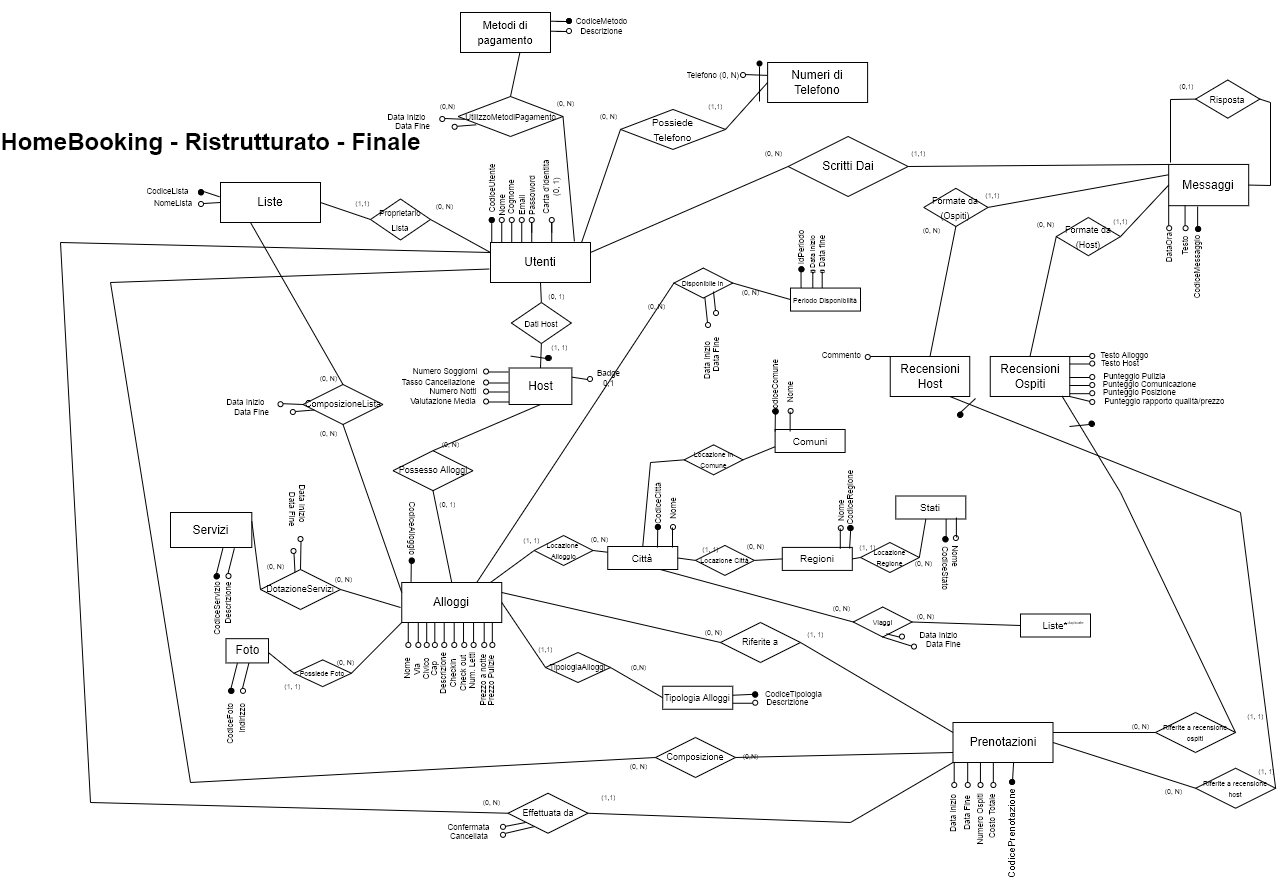 Metodi di
pagamento
CodiceMetodo
Descrizione
(0,N)
(0, N)
Data Inizio
Data Fine
UtilizzoMetodiPagamento
HomeBooking - Ristrutturato - Finale
Telefono (0, N)
Numeri di
Telefono
(0, N)
(1,1)
Possiede
Telefono
(0,1)
Risposta
(0, N)
Scritti Dai
(1,1)
Messaggi
DataOra
Testo
CodiceMessaggio
CodiceLista
NomeLista
Liste
(1,1)
(0, N)
Proprietario
Lista
CodiceUtente
Nome
Cognome
Email
Password
Carta d'identita
(0, 1)
Utenti
Formate da
(Ospiti)
(1,1)
(0, N)
Formate da
(Host)
(1,1)
(0, N)
(0, 1)
Dati Host
(1, 1)
Disponibile in
(0, N)
(0, N)
Data Inizio
Data Fine
IdPeriodo
Data Inizio
Data fine
Periodo Disponibilità
Numero Soggiorni
Tasso Cancellazione
Numero Notti
Valutazione Media
Host
Badge
0,1
Commento
Recensioni
Host
Recensioni
Ospiti
Testo Alloggo
Testo Host
Punteggio Pulizia
Punteggio Comunicazione
Punteggio Posizione
Punteggio rapporto qualita/prezzo
(0, N)
Data Inizio
Data Fine
ComposizioneLista
(0, N)
(0, N)
Possesso Alloggi
(0, 1)
CodiceComune
Nome
Comuni
Locazione in
Comune
CodiceCittà
Nome
Città
Nome
CodiceRegione
Regioni
Stati
CodiceStato
Nome
(1, 1)
Locazione
Alloggio
(0, N)
(1, 1)
Locazione Città
(0, N)
(1, 1)
Locazione
Regione
(0, N)
Servizi
CodiceServizio
Descrizione
Data Fine
Data Inizio
(0, N)
DotazioneServizi
(0, N)
CodiceAlloggio
Alloggi
Nome
Via
Civico
Cap
Descrizione
Checkin
Check out
Num. Letti
Prezzo a notte
Prezzo Pulizie
Foto
CodiceFoto
Indirizzo
(1, 1)
Possiede Foto
(0, N)
(0, N)
Viaggi
(0, N)
Data Inizio
Data Fine
Liste*
(0, N)
Riferite a
(1, 1)
(1,1)
TipologiaAlloggi
(0,N)
Tipologia Alloggi
CodiceTipologia
Descrizione
Prenotazioni
Data Inizio
Data Fine
Numero Ospiti
Costo Totale
CodicePrenotazione
(0, N)
Riferite a recensione
ospiti
(1, 1)
(0, N)
Riferite a recensione
host
(1, 1)
(0, N)
Composizione
(0, N)
(0, N)
Effettuata da
(1,1)
Confermata
Cancellata